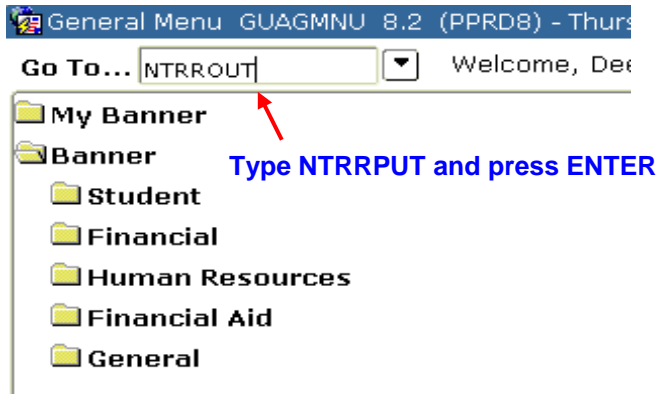 General Menu GUAGMNU 8.2 (PPRD8) - Thurs
Go To... NTRROUT Welcome, Dee
My Banner
Banner
Type NTRRPUT and press ENTER
Student
Financial
Human Resources
Financial Aid
General